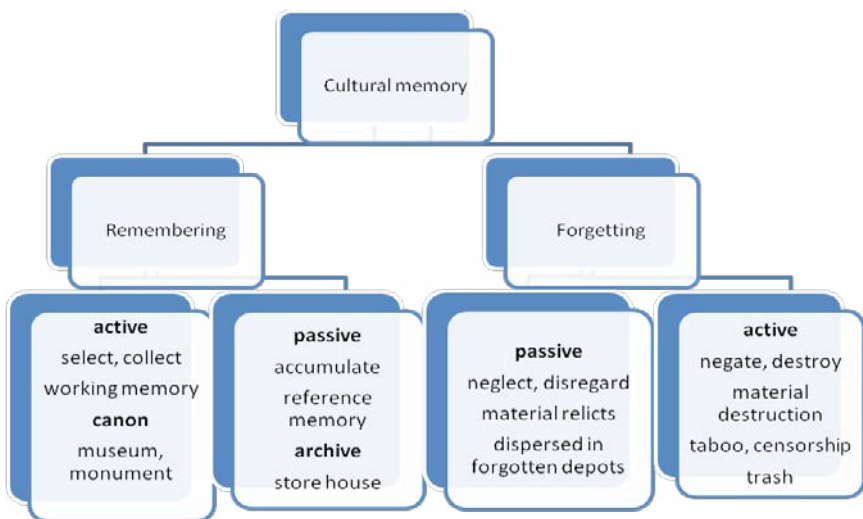 Cultural memory
Remembering
Forgetting
active
select, collect
working memory
canon
museum,
monument
passive
accumulate
reference
memory
archive
store house
passive
neglect, disregard
material relicts
dispersed in
forgotten depots
active
negate, destroy
material
destruction
taboo, censorship
trash